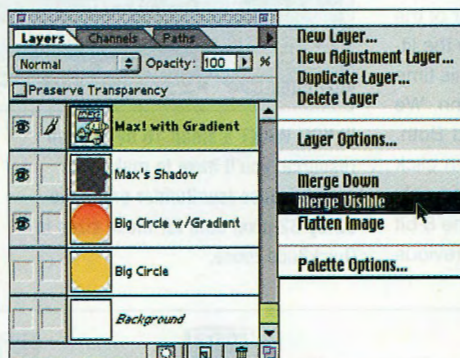 Layers Channels Paths
Normal Opacity: 100 %
Preserve Transparency
Max! with Gradient
Max's Shadow
Big Circle w/Gradient
Big Circle
Background
New Layer...
New Adjustment Layer...
Duplicate Layer...
Delete Layer
Layer Options...
Merge Down
Merge Visible
Flatten Image
Palette Options...